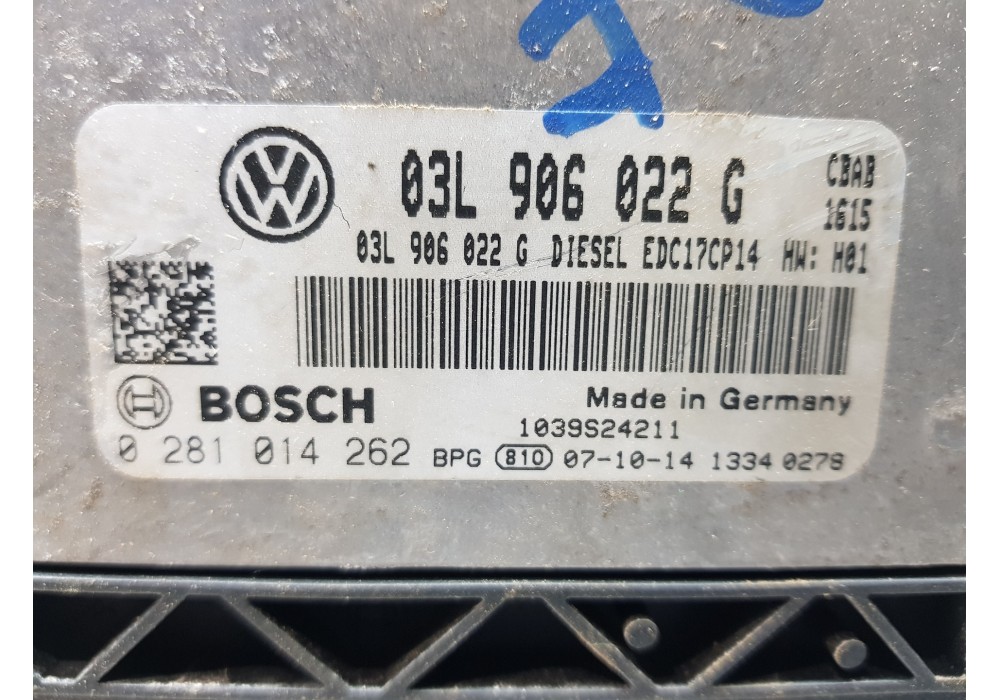 03L 906 022 G
CBAB
1615
03L 906 022 G DIESEL EDC17CP14 HW: H01
BOSCH
Made in Germany
1039S24211
0 281 014 262 BPG 810 07-10-14 1334 0278